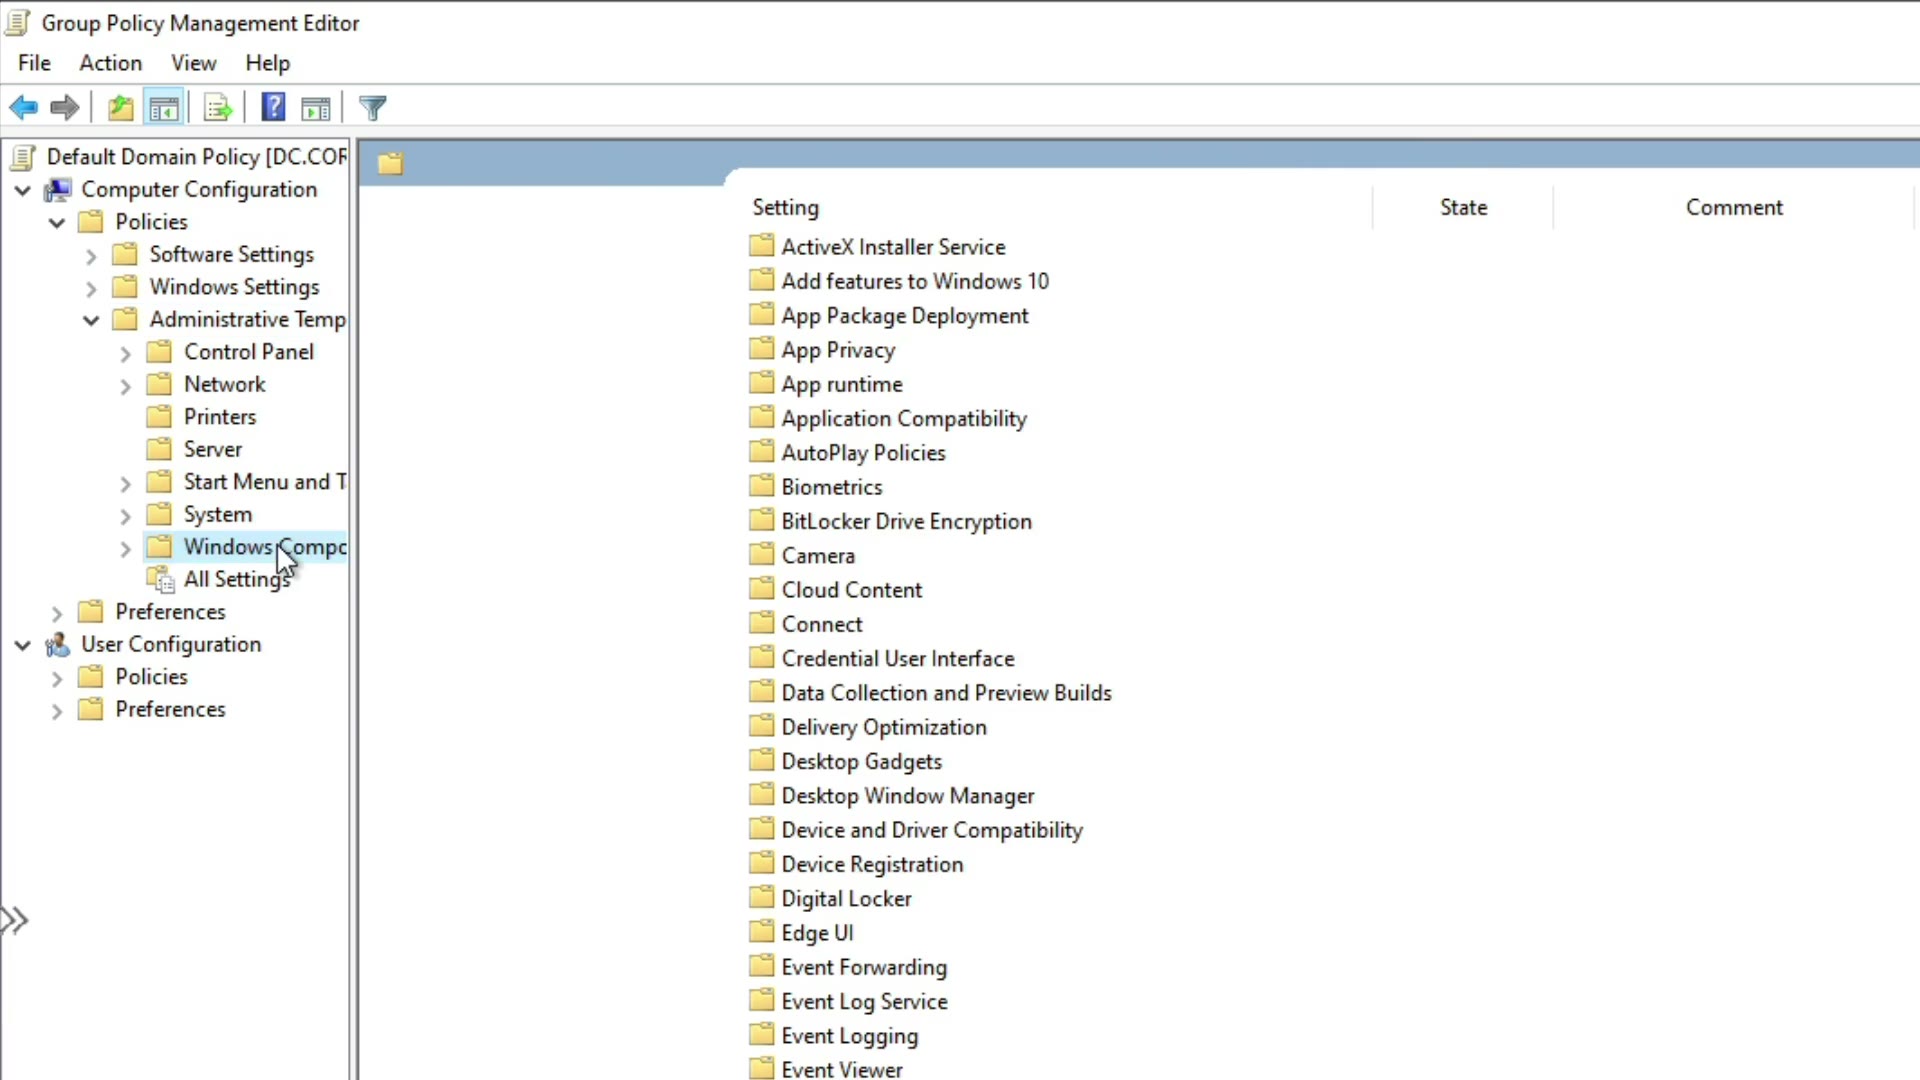 Group Policy Management Editor
File Action View Help
Default Domain Policy [DC.COR
Computer Configuration
Policies
Software Settings
Windows Settings
Administrative Temp
Control Panel
Network
Printers
Server
Start Menu and T
System
Windows Compo
All Settings
Preferences
User Configuration
Policies
Preferences
Setting State Comment
ActiveX Installer Service
Add features to Windows 10
App Package Deployment
App Privacy
App runtime
Application Compatibility
AutoPlay Policies
Biometrics
BitLocker Drive Encryption
Camera
Cloud Content
Connect
Credential User Interface
Data Collection and Preview Builds
Delivery Optimization
Desktop Gadgets
Desktop Window Manager
Device and Driver Compatibility
Device Registration
Digital Locker
Edge UI
Event Forwarding
Event Log Service
Event Logging
Event Viewer